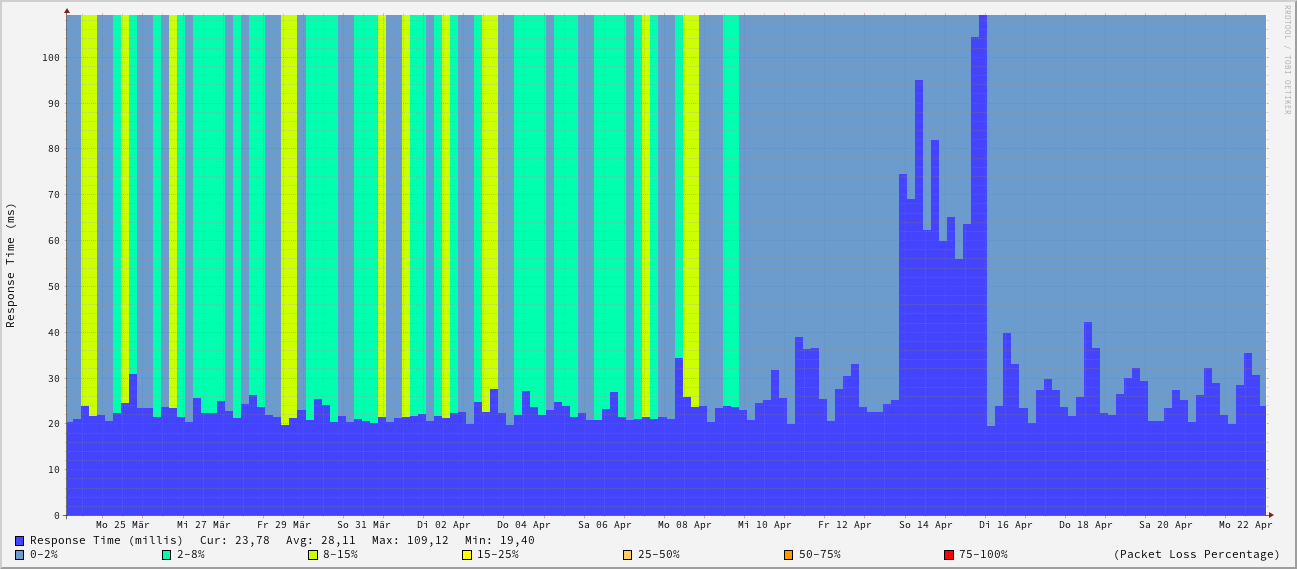 RRDTOOL / TOBI OETIKER
Response Time (ms)
100
90
80
70
60
50
40
30
20
10
0
Mo 25 Mär Mi 27 Mär Fr 29 Mär So 31 Mär Di 02 Apr Do 04 Apr Sa 06 Apr Mo 08 Apr Mi 10 Apr Fr 12 Apr So 14 Apr Di 16 Apr Do 18 Apr Sa 20 Apr Mo 22 Apr
Response Time (millis) Cur: 23,78 Avg: 28,11 Max: 109,12 Min: 19,40
0-2% 2-8% 8-15% 15-25% 25-50% 50-75% 75-100% (Packet Loss Percentage)